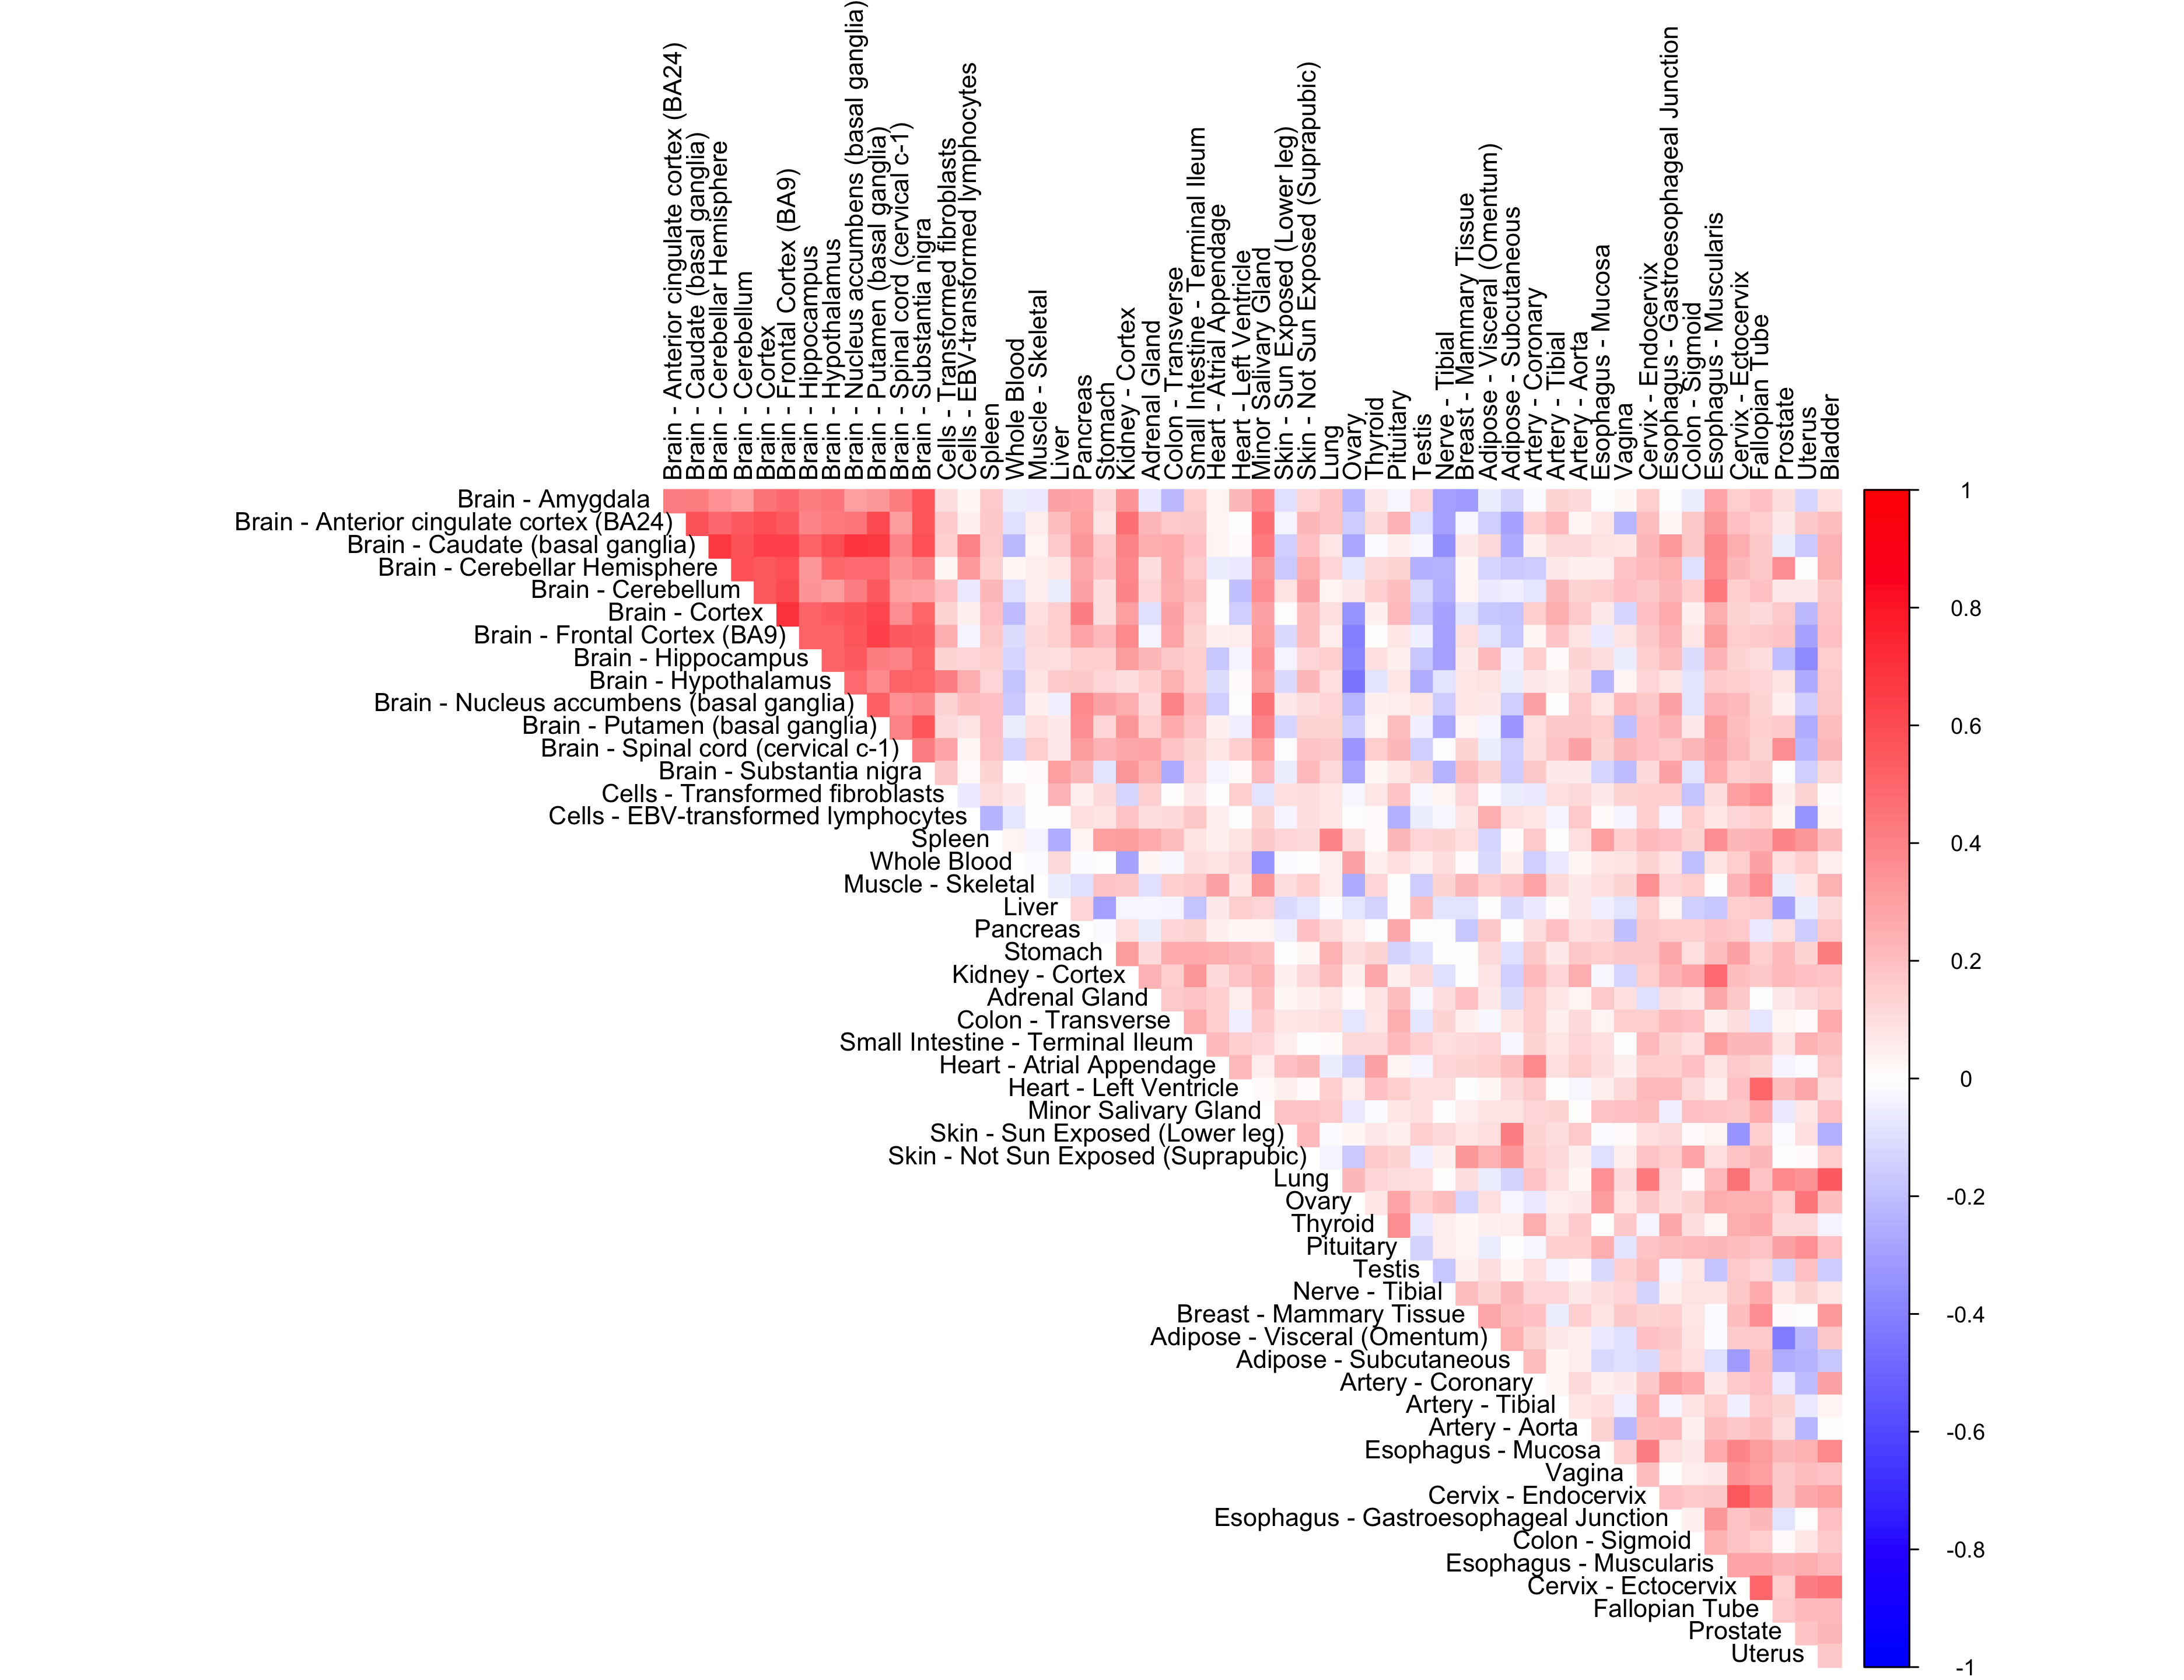 Brain - Anterior cingulate cortex (BA24)
Brain - Caudate (basal ganglia)
Brain - Cerebellar Hemisphere
Brain - Cerebellum
Brain - Cortex
Brain - Frontal Cortex (BA9)
Brain - Hippocampus
Brain - Hypothalamus
Brain - Nucleus accumbens (basal ganglia)
Brain - Putamen (basal ganglia)
Brain - Spinal cord (cervical c-1)
Brain - Substantia nigra
Cells - Transformed fibroblasts
Cells - EBV-transformed lymphocytes
Spleen
Whole Blood
Muscle - Skeletal
Liver
Pancreas
Stomach
Kidney - Cortex
Adrenal Gland
Colon - Transverse
Small Intestine - Terminal Ileum
Heart - Atrial Appendage
Heart - Left Ventricle
Minor Salivary Gland
Skin - Sun Exposed (Lower leg)
Skin - Not Sun Exposed (Suprapubic)
Lung
Ovary
Thyroid
Pituitary
Testis
Nerve - Tibial
Breast - Mammary Tissue
Adipose - Visceral (Omentum)
Adipose - Subcutaneous
Artery - Coronary
Artery - Tibial
Artery - Aorta
Esophagus - Mucosa
Vagina
Cervix - Endocervix
Esophagus - Gastroesophageal Junction
Colon - Sigmoid
Esophagus - Muscularis
Cervix - Ectocervix
Fallopian Tube
Prostate
Uterus
Bladder
Brain - Amygdala
Brain - Anterior cingulate cortex (BA24)
Brain - Caudate (basal ganglia)
Brain - Cerebellar Hemisphere
Brain - Cerebellum
Brain - Cortex
Brain - Frontal Cortex (BA9)
Brain - Hippocampus
Brain - Hypothalamus
Brain - Nucleus accumbens (basal ganglia)
Brain - Putamen (basal ganglia)
Brain - Spinal cord (cervical c-1)
Brain - Substantia nigra
Cells - Transformed fibroblasts
Cells - EBV-transformed lymphocytes
Spleen
Whole Blood
Muscle - Skeletal
Liver
Pancreas
Stomach
Kidney - Cortex
Adrenal Gland
Colon - Transverse
Small Intestine - Terminal Ileum
Heart - Atrial Appendage
Heart - Left Ventricle
Minor Salivary Gland
Skin - Sun Exposed (Lower leg)
Skin - Not Sun Exposed (Suprapubic)
Lung
Ovary
Thyroid
Pituitary
Testis
Nerve - Tibial
Breast - Mammary Tissue
Adipose - Visceral (Omentum)
Adipose - Subcutaneous
Artery - Coronary
Artery - Tibial
Artery - Aorta
Esophagus - Mucosa
Vagina
Cervix - Endocervix
Esophagus - Gastroesophageal Junction
Colon - Sigmoid
Esophagus - Muscularis
Cervix - Ectocervix
Fallopian Tube
Prostate
Uterus
1
0.8
0.6
0.4
0.2
0
-0.2
-0.4
-0.6
-0.8
-1